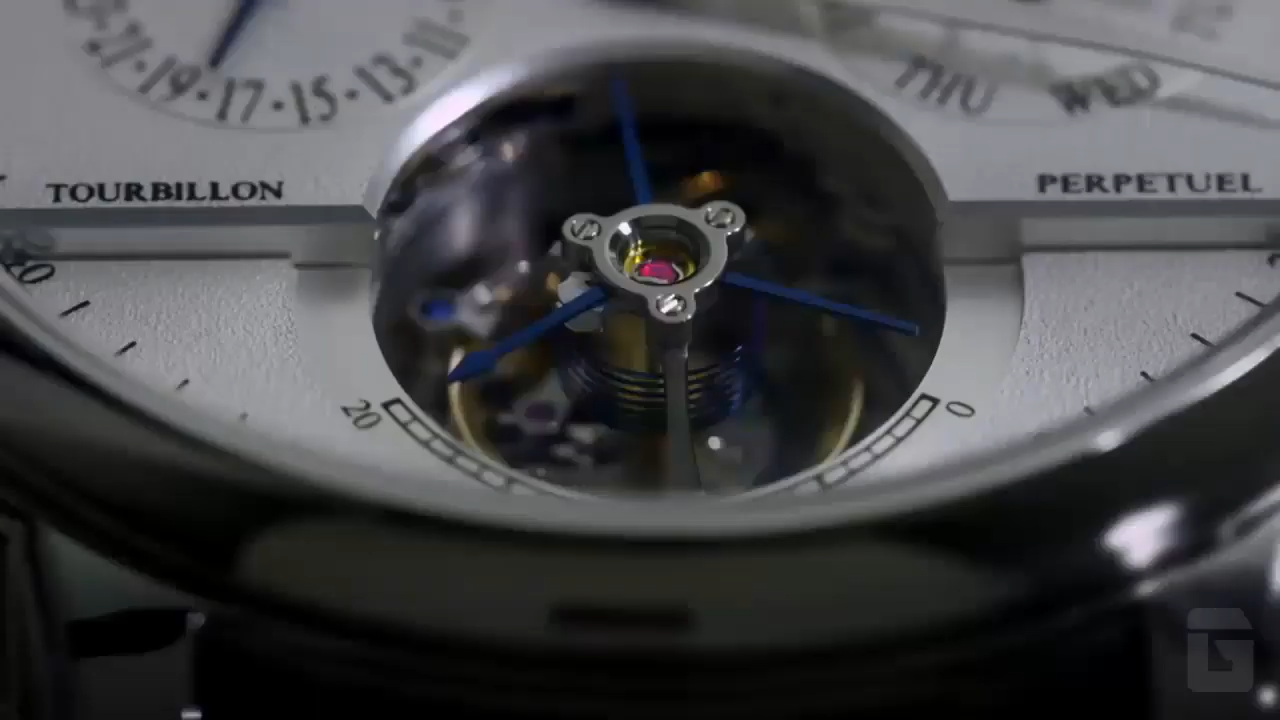 21 · 19 · 17 · 15 · 13 · 11
THU WED
TOURBILLON
PERPETUEL
20
0